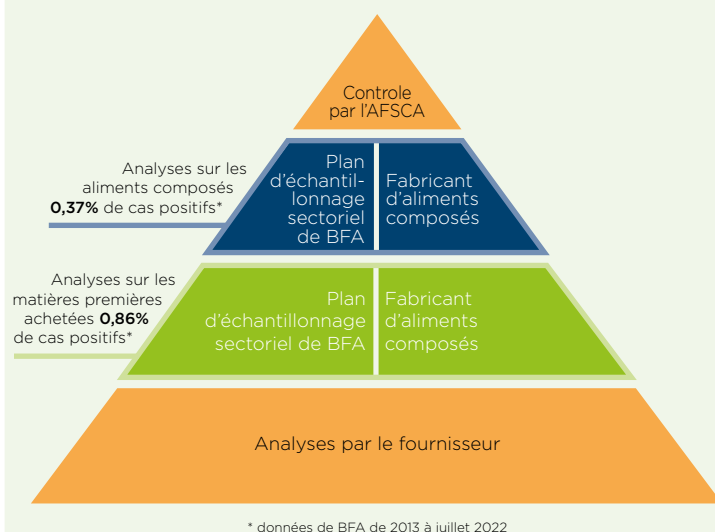 Controle
par l'AFSCA
Analyses sur les
aliments composés
0,37% de cas positifs*
Plan
d'échantil-
lonnage
sectoriel
de BFA
Fabricant
d'aliments
composés
Analyses sur les
matières premières
achetées 0,86%
de cas positifs*
Plan
d'échantillonnage
sectoriel de BFA
Fabricant
d'aliments
composés
Analyses par le fournisseur
* données de BFA de 2013 à juillet 2022